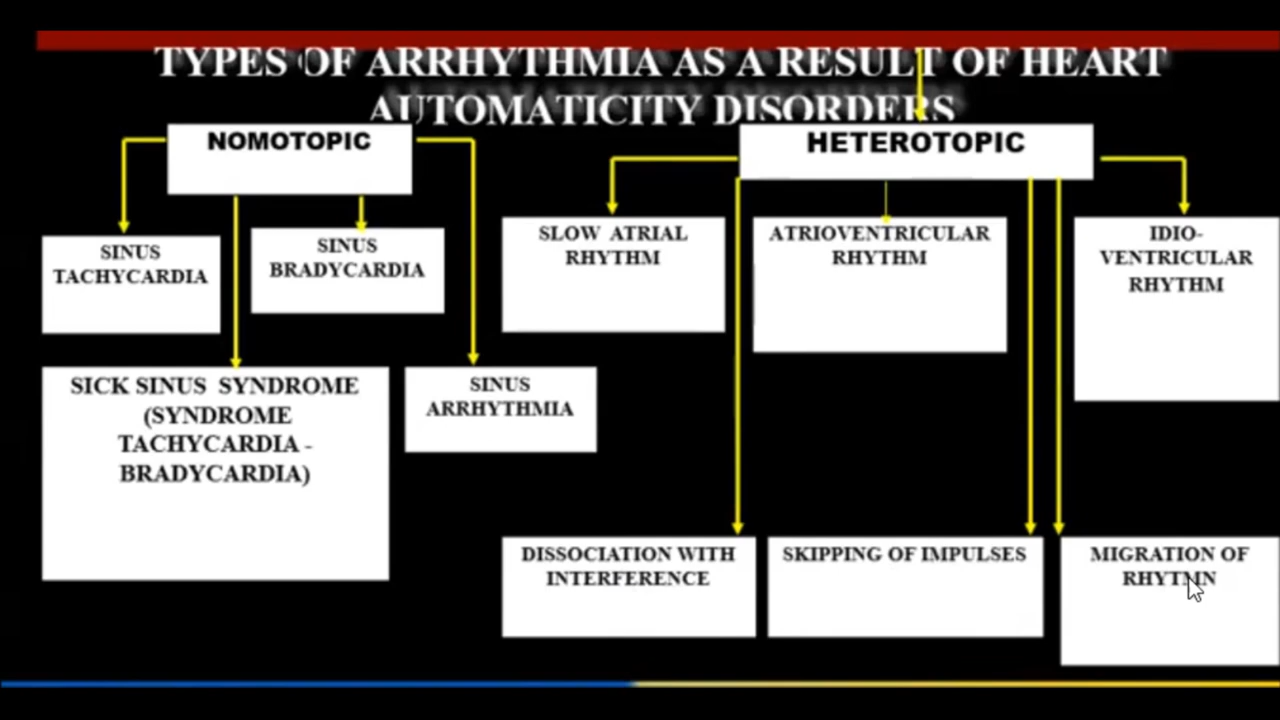 TYPES OF ARRHYTHMIA AS A RESULT OF HEART
AUTOMATICITY DISORDERS
NOMOTOPIC
HETEROTOPIC
SINUS
TACHYCARDIA
SINUS
BRADYCARDIA
SLOW ATRIAL
RHYTHM
ATRIOVENTRICULAR
RHYTHM
IDIO-
VENTRICULAR
RHYTHM
SICK SINUS SYNDROME
(SYNDROME
TACHYCARDIA -
BRADYCARDIA)
SINUS
ARRHYTHMIA
DISSOCIATION WITH
INTERFERENCE
SKIPPING OF IMPULSES
MIGRATION OF